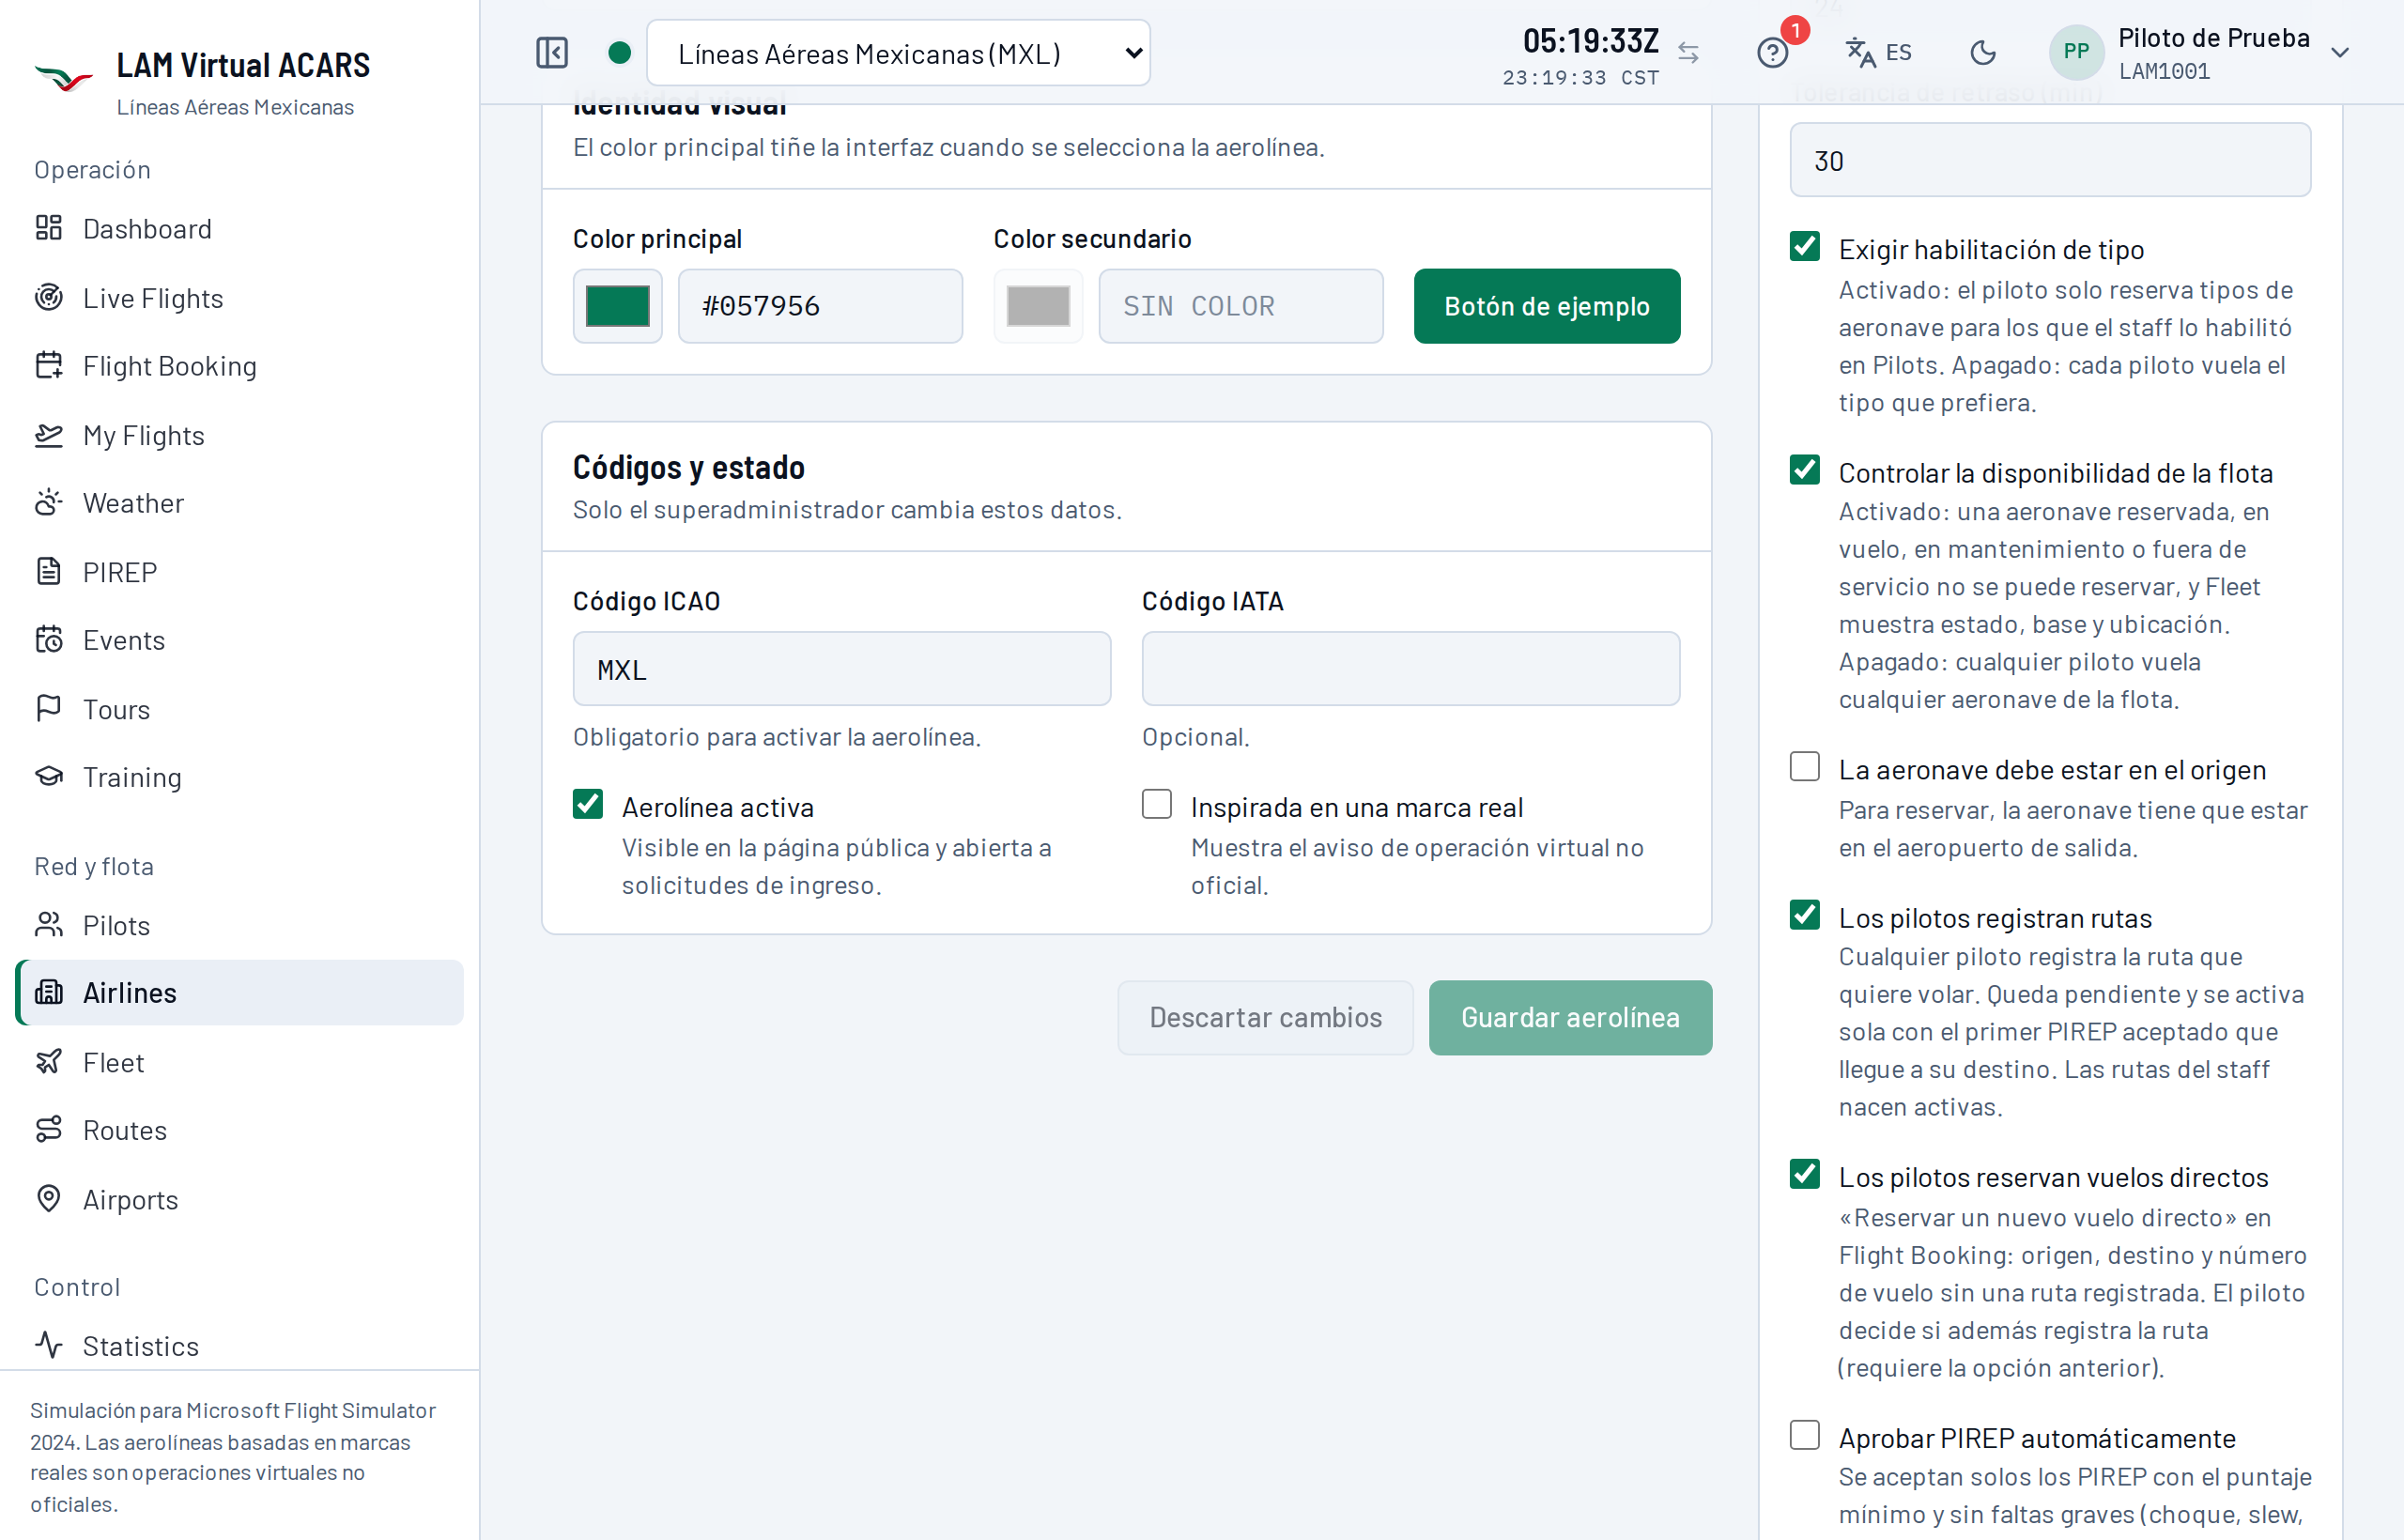 LAM Virtual ACARS
Líneas Aéreas Mexicanas
Operación
Dashboard
Live Flights
Flight Booking
My Flights
Weather
PIREP
Events
Tours
Training
Red y flota
Pilots
Airlines
Fleet
Routes
Airports
Control
Statistics
Simulación para Microsoft Flight Simulator
2024. Las aerolíneas basadas en marcas
reales son operaciones virtuales no
oficiales.
Líneas Aéreas Mexicanas (MXL)
05:19:33Z
23:19:33 CST
1
ES
PP
Piloto de Prueba
LAM1001
Identidad visual
El color principal tiñe la interfaz cuando se selecciona la aerolínea.
Color principal
Color secundario
#057956
SIN COLOR
Botón de ejemplo
Códigos y estado
Solo el superadministrador cambia estos datos.
Código ICAO
Código IATA
MXL
Obligatorio para activar la aerolínea.
Opcional.
Aerolínea activa
Visible en la página pública y abierta a
solicitudes de ingreso.
Inspirada en una marca real
Muestra el aviso de operación virtual no
oficial.
Descartar cambios
Guardar aerolínea
24
Tolerancia de retraso (min)
30
Exigir habilitación de tipo
Activado: el piloto solo reserva tipos de
aeronave para los que el staff lo habilitó
en Pilots. Apagado: cada piloto vuela el
tipo que prefiera.
Controlar la disponibilidad de la flota
Activado: una aeronave reservada, en
vuelo, en mantenimiento o fuera de
servicio no se puede reservar, y Fleet
muestra estado, base y ubicación.
Apagado: cualquier piloto vuela
cualquier aeronave de la flota.
La aeronave debe estar en el origen
Para reservar, la aeronave tiene que estar
en el aeropuerto de salida.
Los pilotos registran rutas
Cualquier piloto registra la ruta que
quiere volar. Queda pendiente y se activa
sola con el primer PIREP aceptado que
llegue a su destino. Las rutas del staff
nacen activas.
Los pilotos reservan vuelos directos
«Reservar un nuevo vuelo directo» en
Flight Booking: origen, destino y número
de vuelo sin una ruta registrada. El piloto
decide si además registra la ruta
(requiere la opción anterior).
Aprobar PIREP automáticamente
Se aceptan solos los PIREP con el puntaje
mínimo y sin faltas graves (choque, slew,